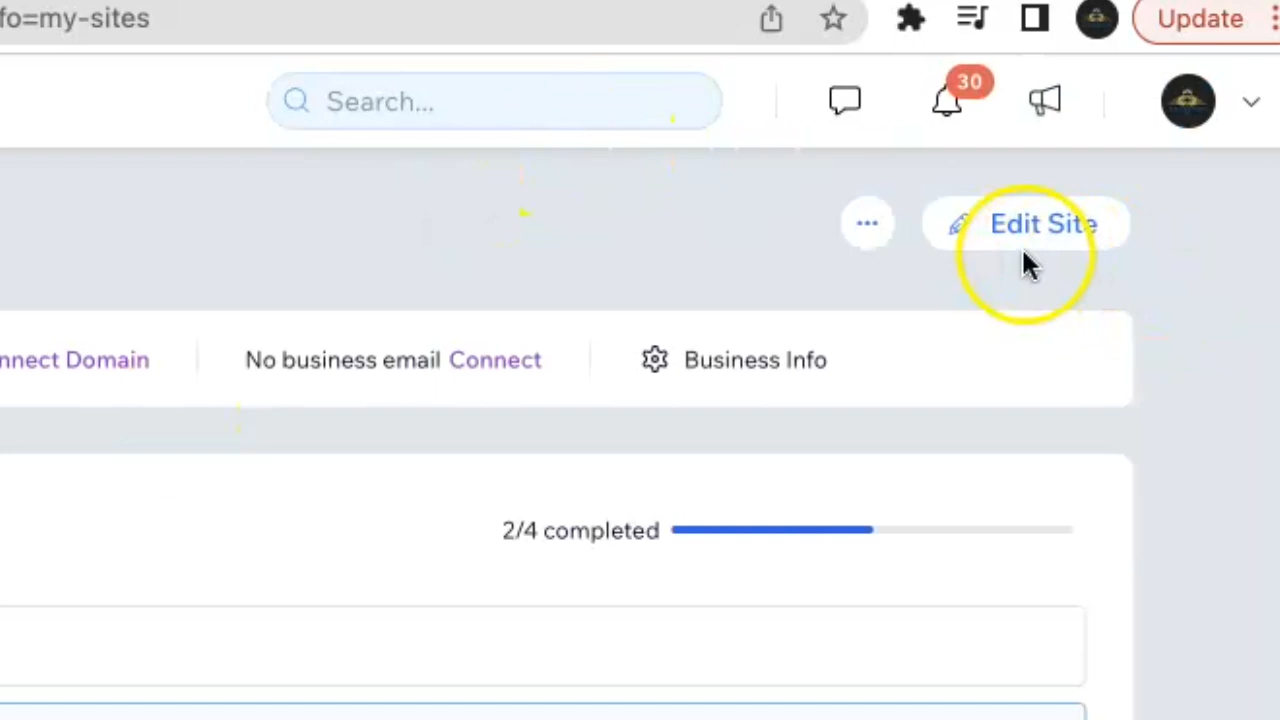 fo=my-sites
Update
Search...
30
Edit Site
nnect Domain
No business email Connect
Business Info
2/4 completed